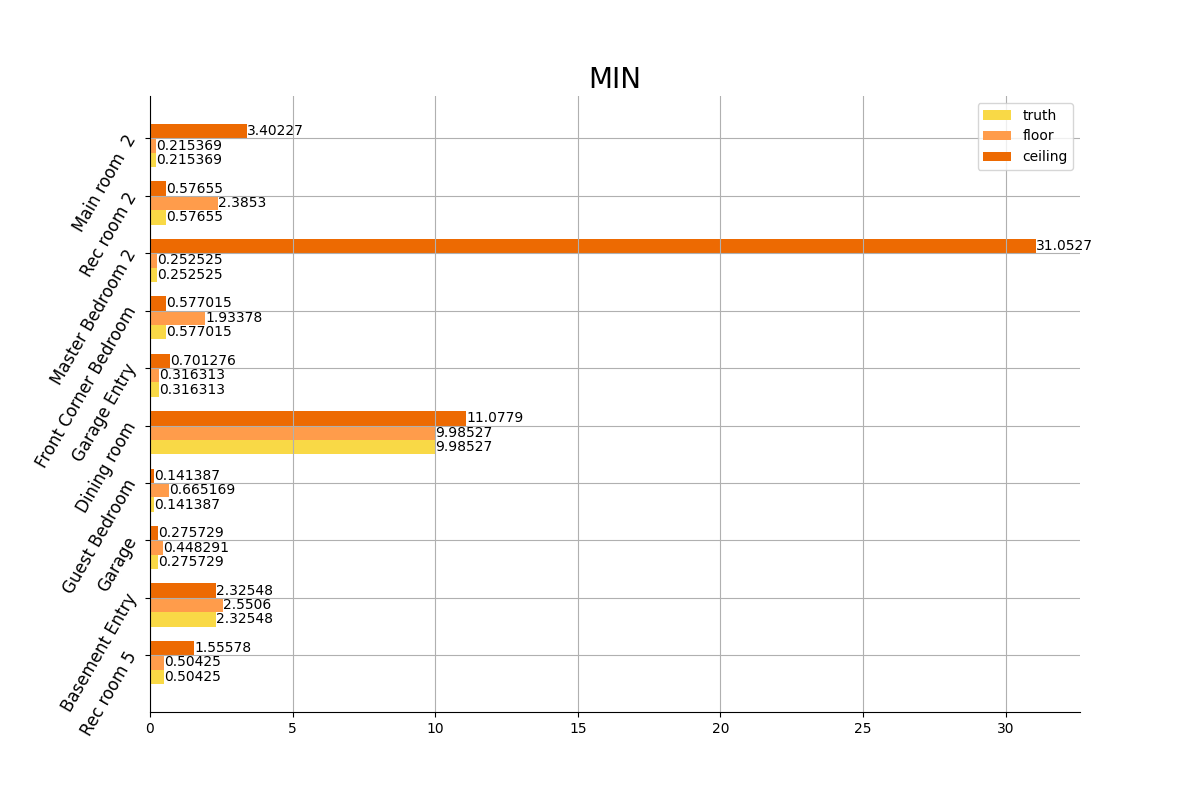 MIN
truth
floor
ceiling
Main room  2
3.40227
0.215369
0.215369
Rec room 2
0.57655
2.3853
0.57655
Master Bedroom 2
31.0527
0.252525
0.252525
Front Corner Bedroom
0.577015
1.93378
0.577015
Garage Entry
0.701276
0.316313
0.316313
Dining room
11.0779
9.98527
9.98527
Guest Bedroom
0.141387
0.665169
0.141387
Garage
0.275729
0.448291
0.275729
Basement Entry
2.32548
2.5506
2.32548
Rec room 5
1.55578
0.50425
0.50425
0 5 10 15 20 25 30